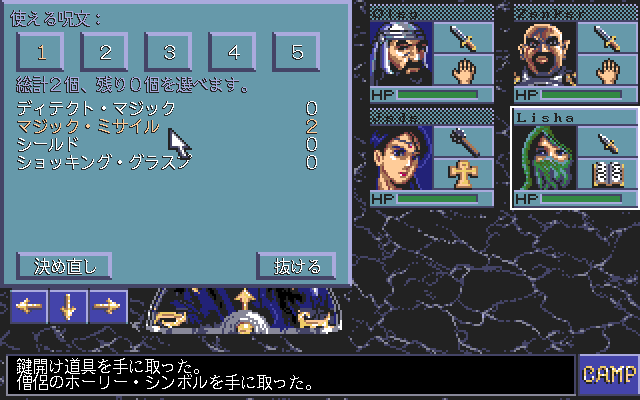 使える呪文:
1 2 3 4 5
総計2個、残り0個を選べます。
ディテクト・マジック 0
マジック・ミサイル 2
シールド 0
ショッキング・グラスプ 0
決め直し 抜ける
HP HP
Lisha
HP HP
鍵開け道具を手に取った。
僧侶のホーリー・シンボルを手に取った。
CAMP